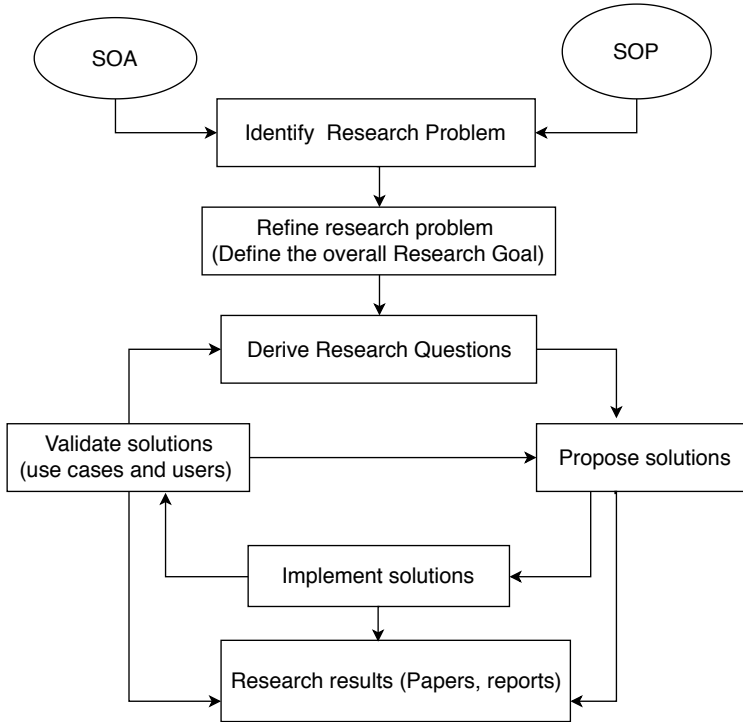 SOA
SOP
Identify Research Problem
Refine research problem
(Define the overall Research Goal)
Derive Research Questions
Validate solutions
(use cases and users)
Propose solutions
Implement solutions
Research results (Papers, reports)